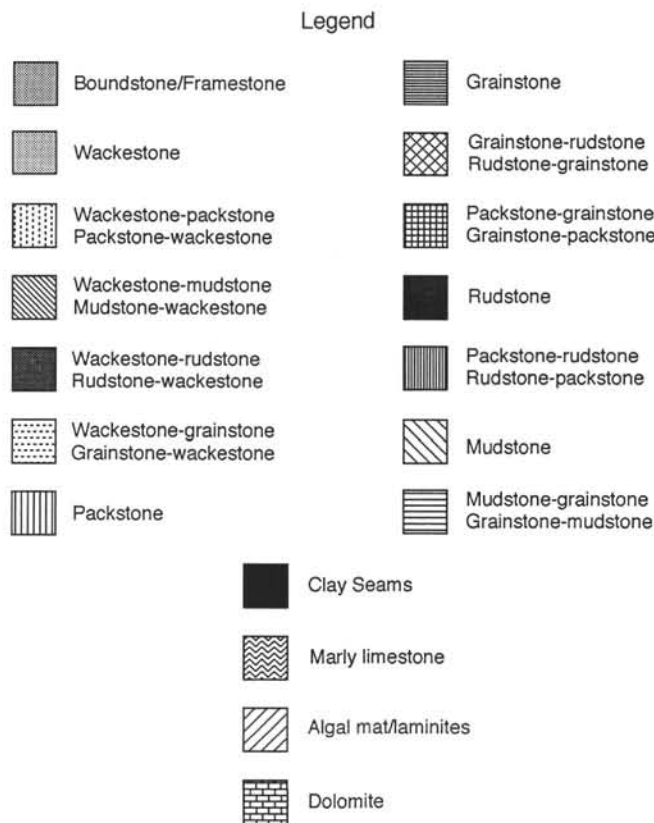 Legend
Boundstone/Framestone
Wackestone
Wackestone-packstone
Packstone-wackestone
Wackestone-mudstone
Mudstone-wackestone
Wackestone-rudstone
Rudstone-wackestone
Wackestone-grainstone
Grainstone-wackestone
Packstone
Grainstone
Grainstone-rudstone
Rudstone-grainstone
Packstone-grainstone
Grainstone-packstone
Rudstone
Packstone-rudstone
Rudstone-packstone
Mudstone
Mudstone-grainstone
Grainstone-mudstone
Clay Seams
Marly limestone
Algal mat/laminites
Dolomite